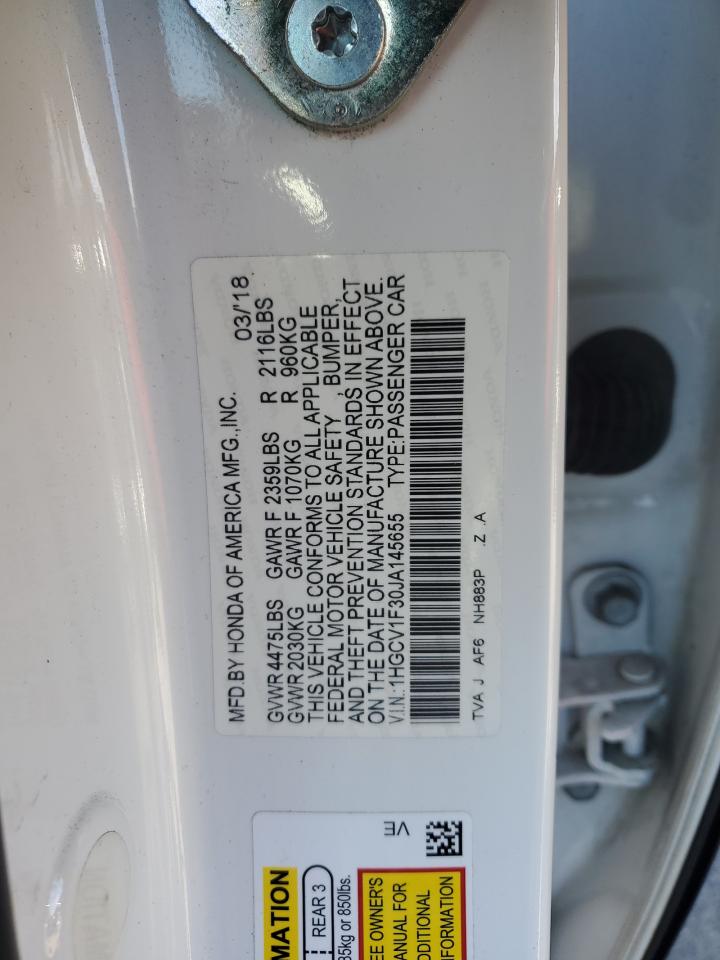 MFD.BY HONDA OF AMERICA MFG.,INC. 03/'18
GVWR 4475LBS GAWR F 2359LBS R 2116LBS
GVWR 2030KG GAWR F 1070KG R 960KG
THIS VEHICLE CONFORMS TO ALL APPLICABLE
FEDERAL MOTOR VEHICLE SAFETY , BUMPER,
AND THEFT PREVENTION STANDARDS IN EFFECT
ON THE DATE OF MANUFACTURE SHOWN ABOVE.
V.I.N.:1HGCV1F30JA145655 TYPE:PASSENGER CAR
TVA J AF6 NH883P .Z .A
VE
MATION
REAR 3
85kg or 850lbs.
EE OWNER'S
ANUAL FOR
DDITIONAL
FORMATION